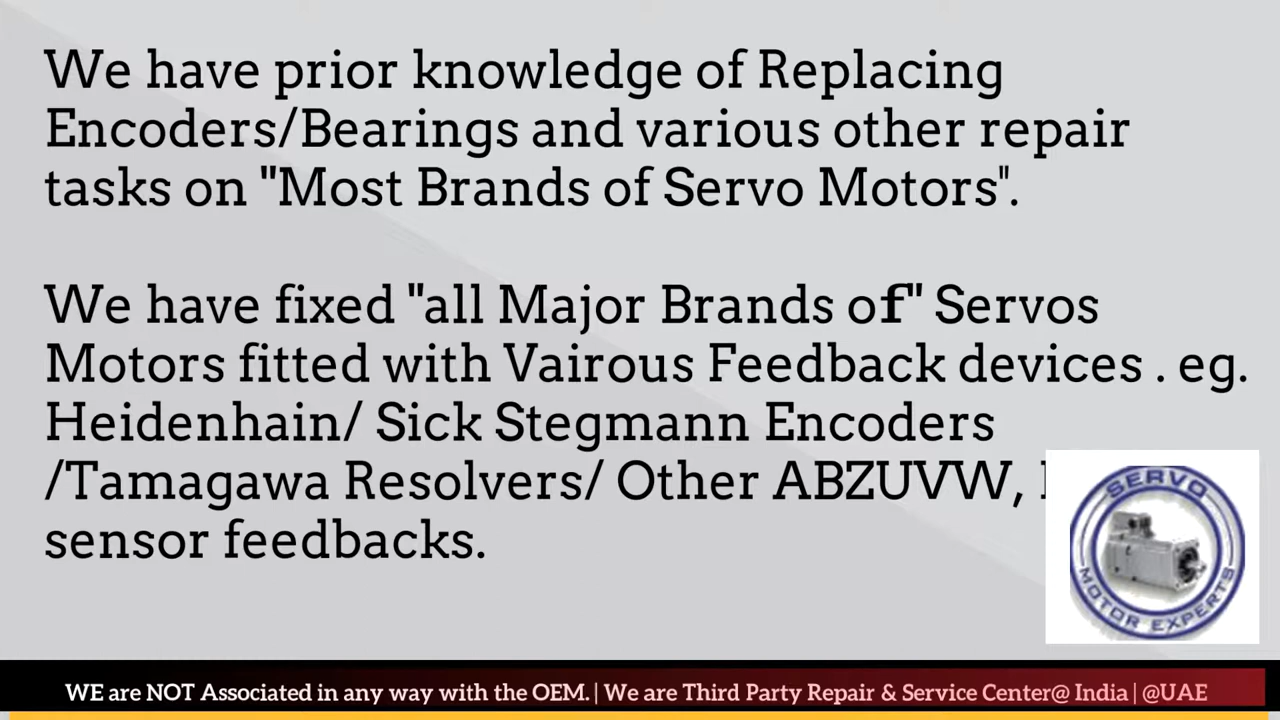 We have prior knowledge of Replacing
Encoders/Bearings and various other repair
tasks on "Most Brands of Servo Motors".
We have fixed "all Major Brands of" Servos
Motors fitted with Vairous Feedback devices . eg.
Heidenhain/ Sick Stegmann Encoders
/Tamagawa Resolvers/ Other ABZUVW,
sensor feedbacks.
SERVO
MOTOR EXPERTS
WE are NOT Associated in any way with the OEM. | We are Third Party Repair & Service Center@ India | @UAE